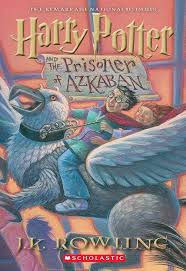 Harry Potter
AND THE Prisoner
OF AZKABAN
J.K. ROWLING
SCHOLASTIC